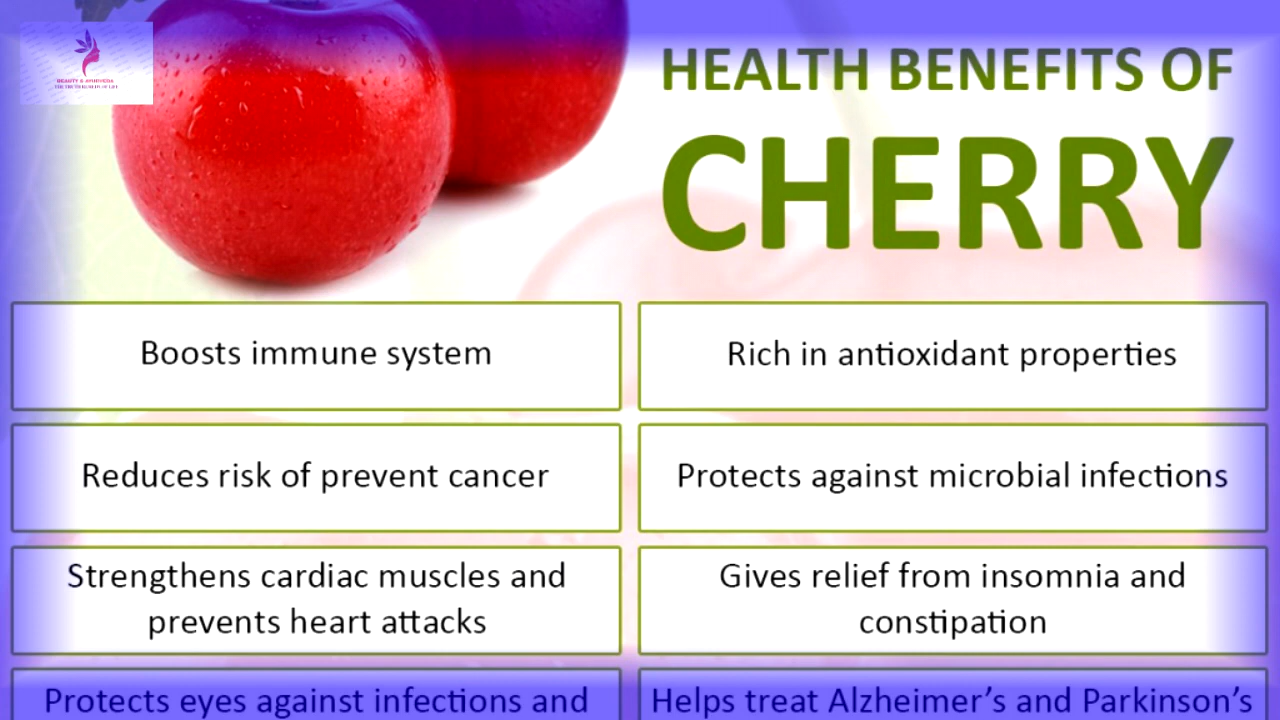 BEAUTY & AYURVEDA
HEALTH BENEFITS OF
CHERRY
Boosts immune system
Rich in antioxidant properties
Reduces risk of prevent cancer
Protects against microbial infections
Strengthens cardiac muscles and
prevents heart attacks
Gives relief from insomnia and
constipation
Protects eyes against infections and
Helps treat Alzheimer’s and Parkinson’s